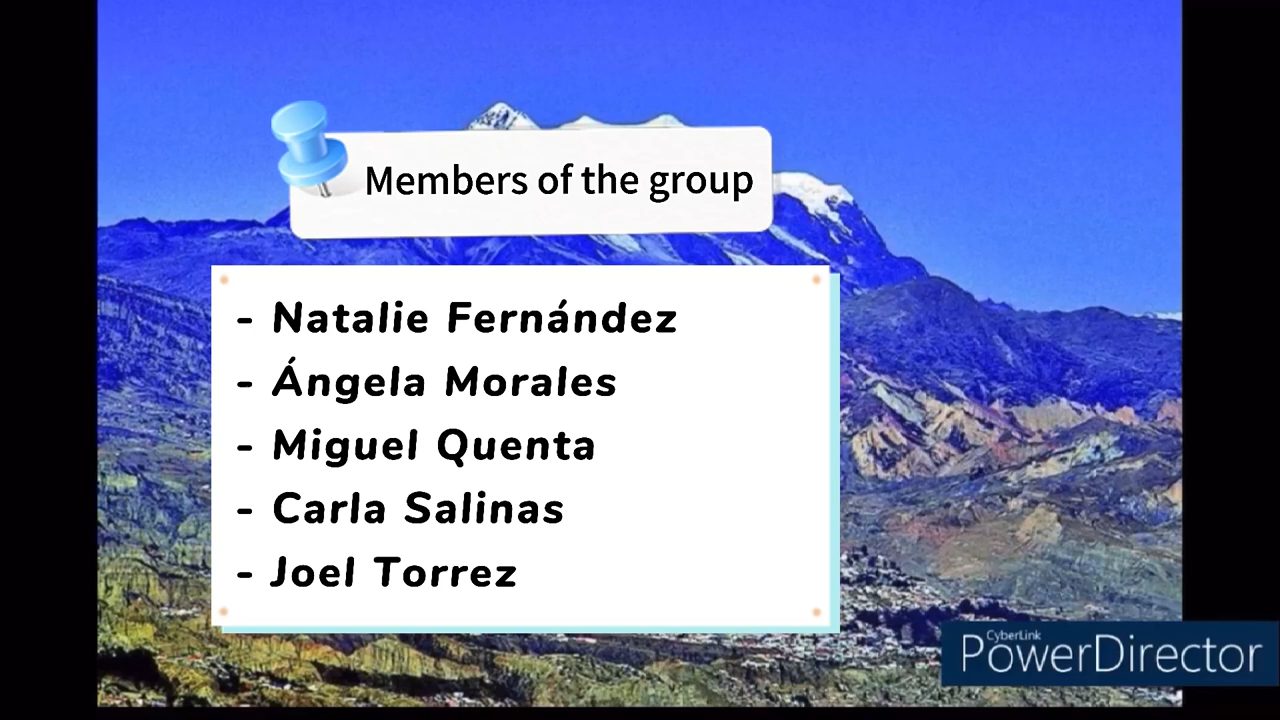 Members of the group
- Natalie Fernández
- Ángela Morales
- Miguel Quenta
- Carla Salinas
- Joel Torrez
CyberLink
PowerDirector